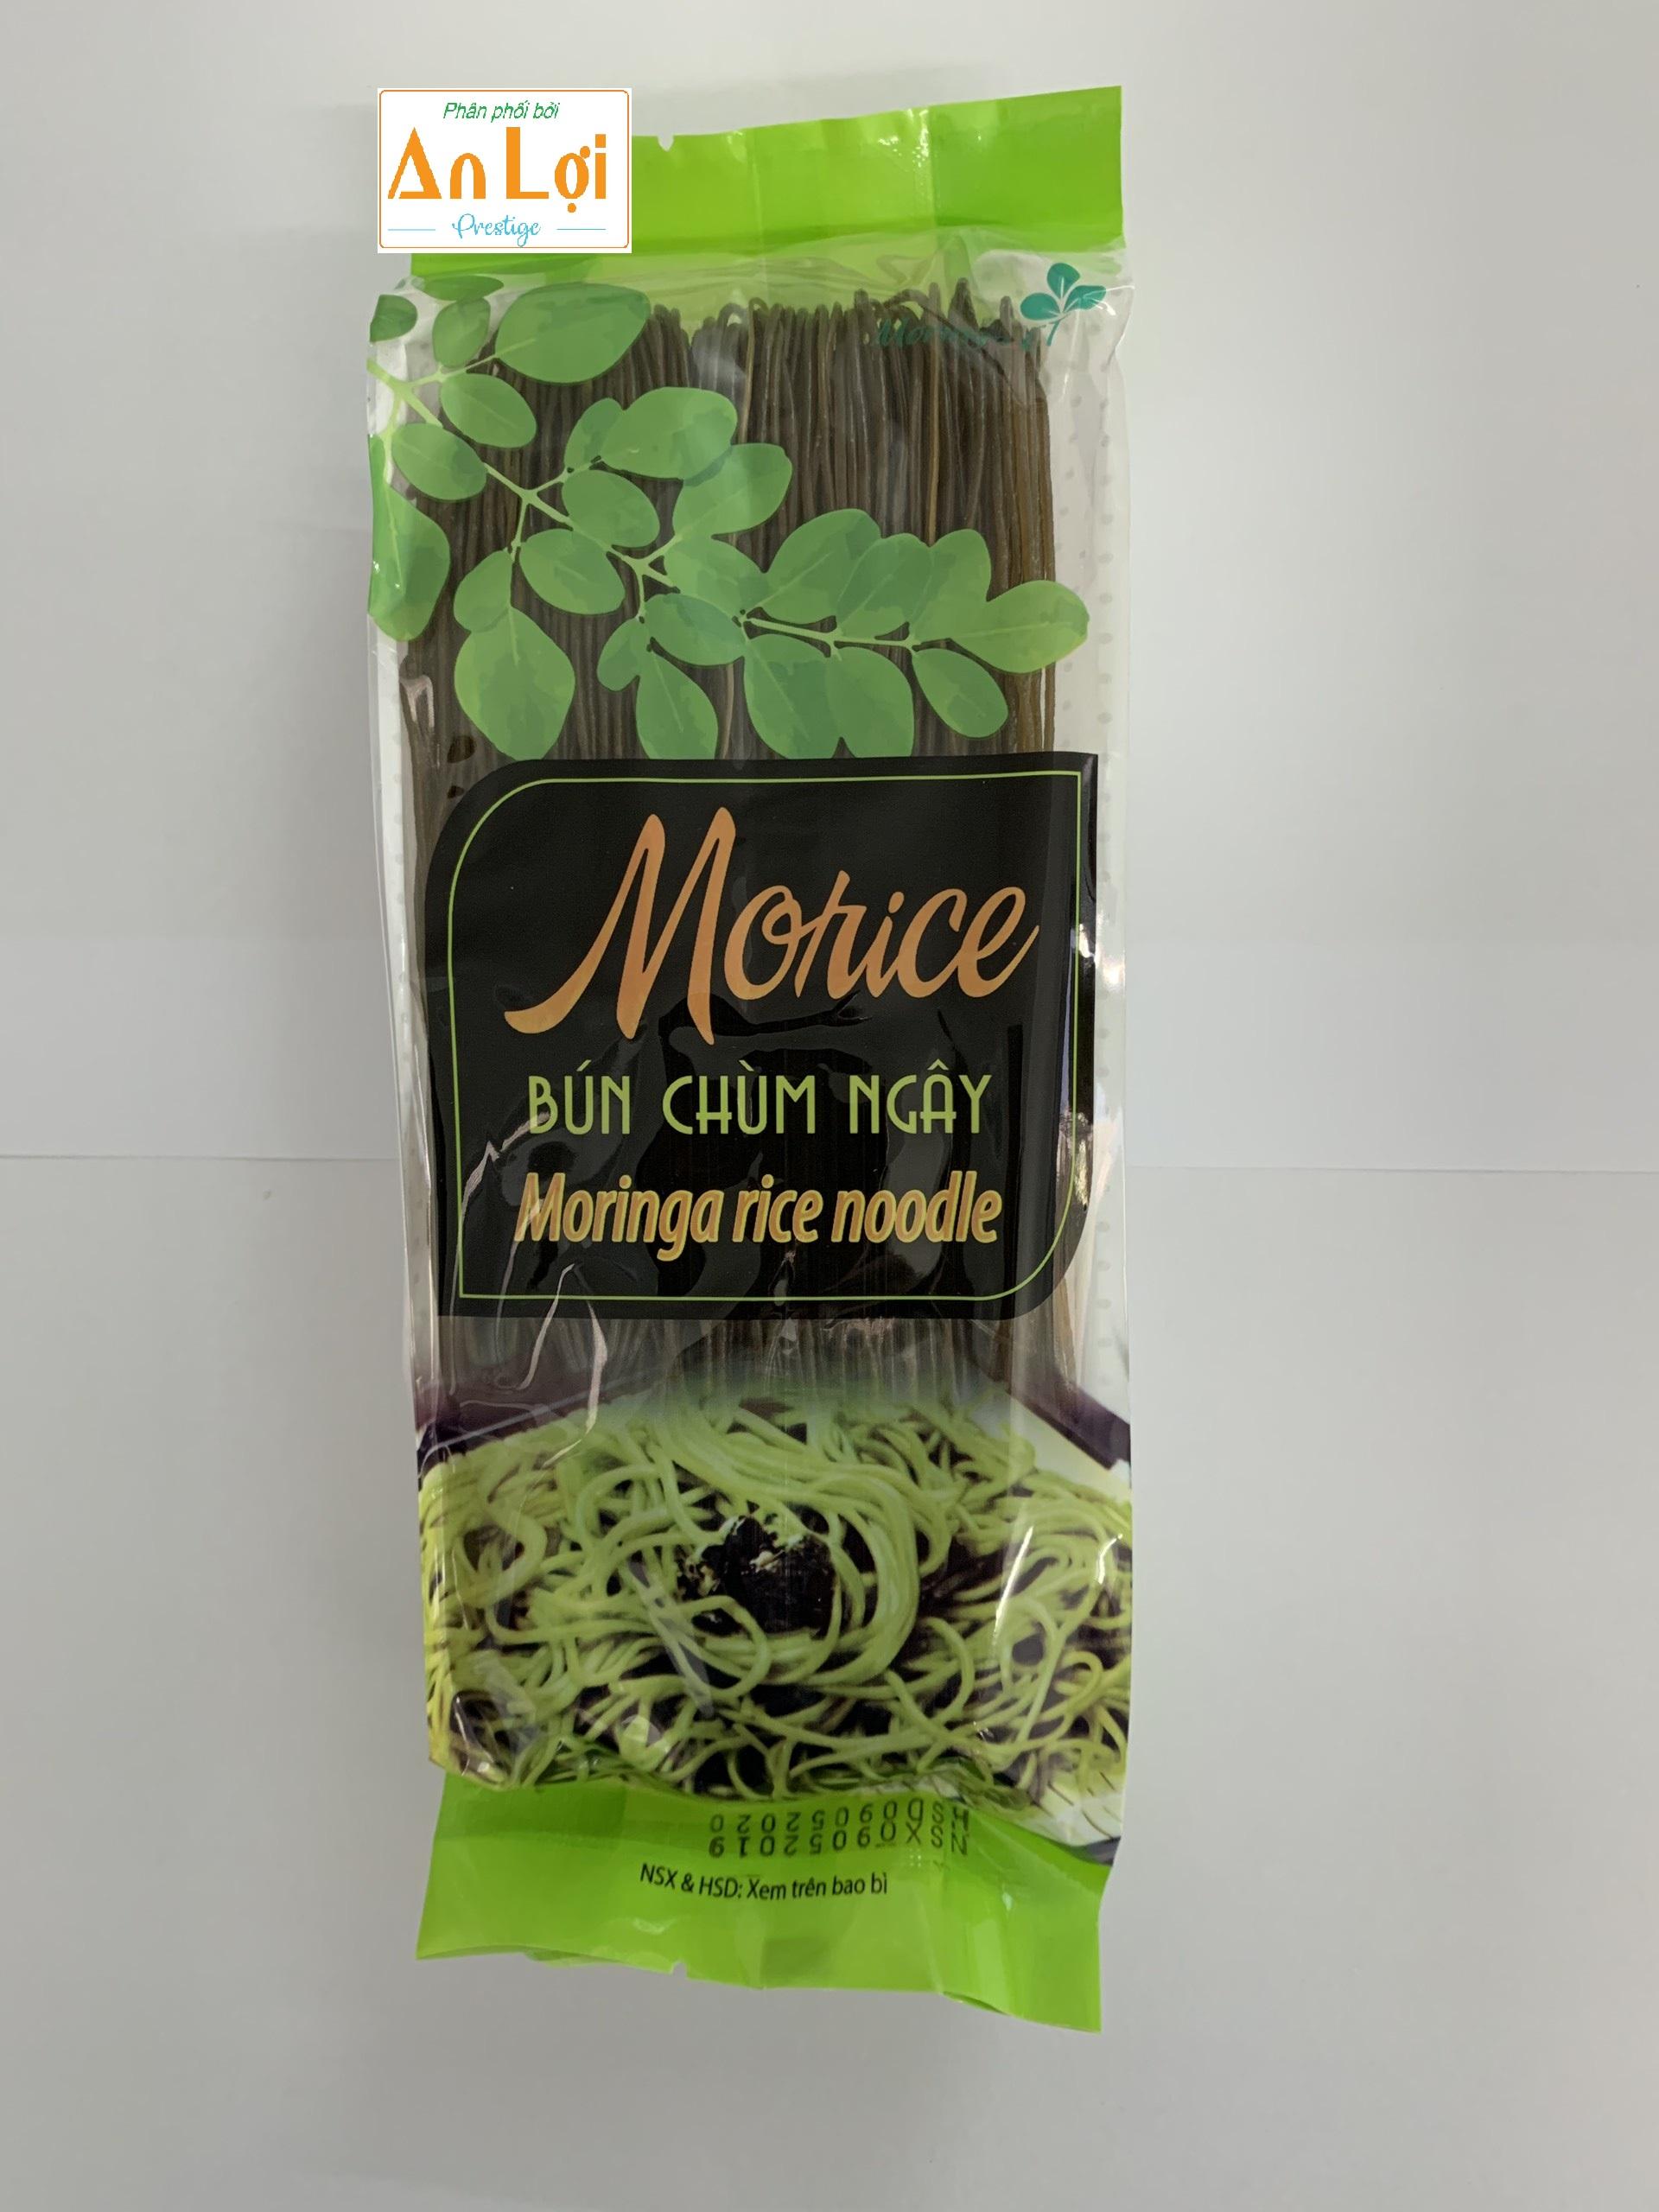 Phân phối bởi
An Lợi
Prestige
Moringa
Morice
BÚN CHÙM NGÂY
Moringa rice noodle
NSX 09052019
HSD 09052020
NSX & HSD: Xem trên bao bì